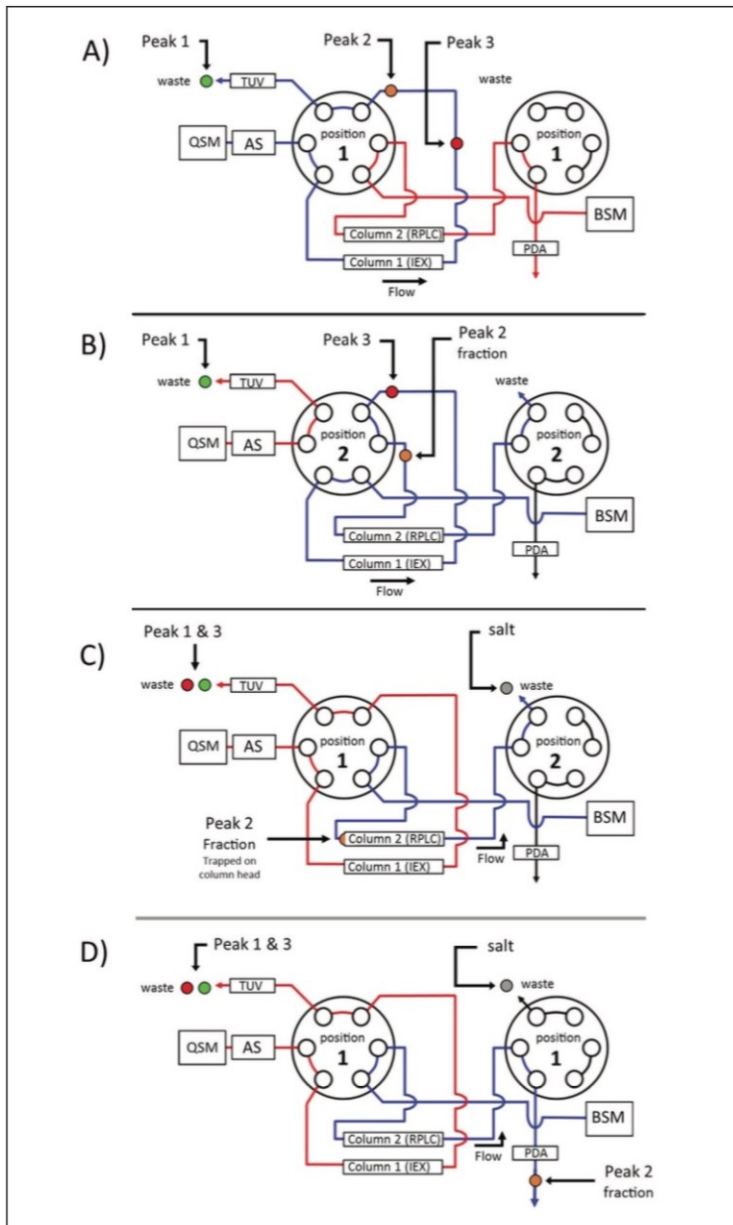 A)
Peak 1
Peak 2
Peak 3
waste
TUV
waste
QSM
AS
position
1
position
1
BSM
Column 2 (RPLC)
PDA
Column 1 (IEX)
Flow
B)
Peak 1
Peak 3
Peak 2
fraction
waste
TUV
waste
QSM
AS
position
2
position
2
BSM
Column 2 (RPLC)
PDA
Column 1 (IEX)
Flow
C)
Peak 1 & 3
salt
waste
TUV
waste
QSM
AS
position
1
position
2
BSM
Peak 2
Fraction
Trapped on
column head
Column 2 (RPLC)
Flow
PDA
Column 1 (IEX)
D)
Peak 1 & 3
salt
waste
TUV
waste
QSM
AS
position
1
position
1
BSM
Column 2 (RPLC)
Flow
PDA
Column 1 (IEX)
Peak 2
fraction